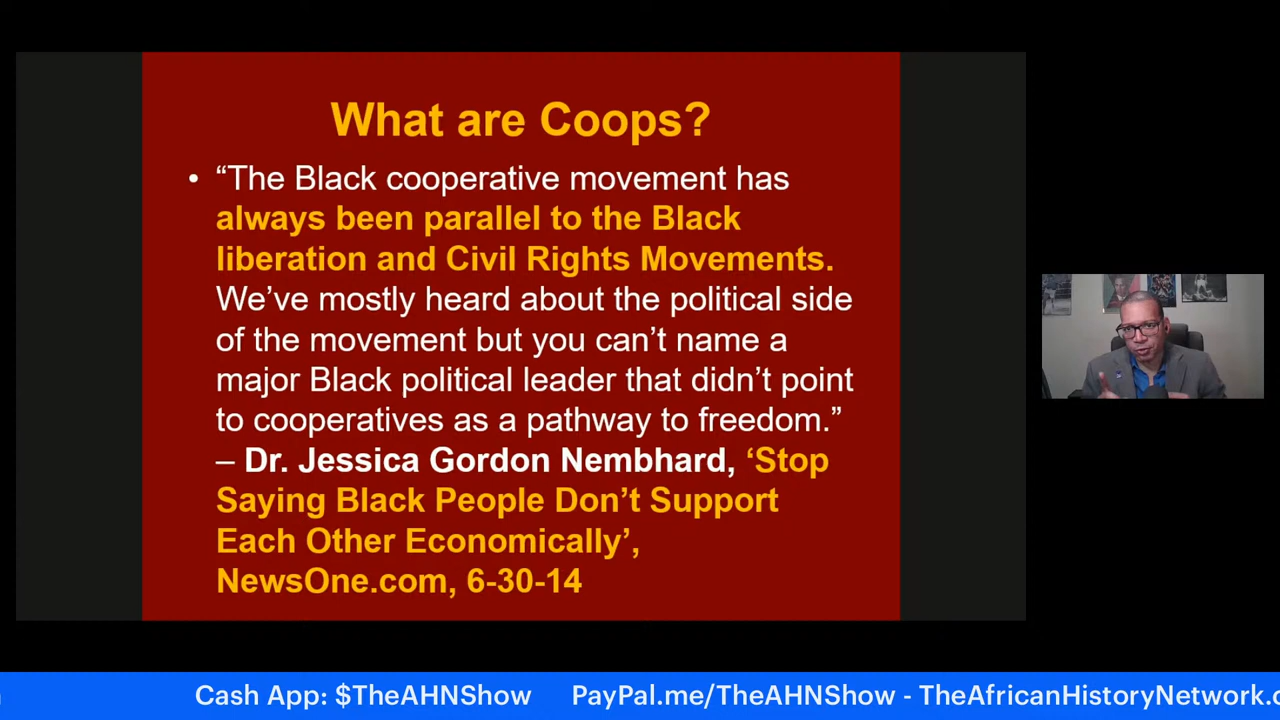 What are Coops?
• “The Black cooperative movement has
always been parallel to the Black
liberation and Civil Rights Movements.
We’ve mostly heard about the political side
of the movement but you can’t name a
major Black political leader that didn’t point
to cooperatives as a pathway to freedom.”
– Dr. Jessica Gordon Nembhard, ‘Stop
Saying Black People Don’t Support
Each Other Economically’,
NewsOne.com, 6-30-14
Cash App: $TheAHNShow PayPal.me/TheAHNShow - TheAfricanHistoryNetwork.c